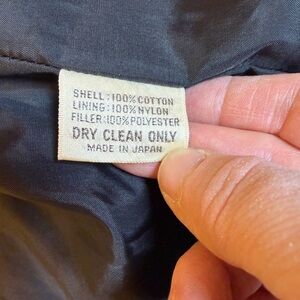 SHELL:100%COTTON
LINING:100%NYLON
FILLER:100%POLYESTER
DRY CLEAN ONLY
MADE IN JAPAN